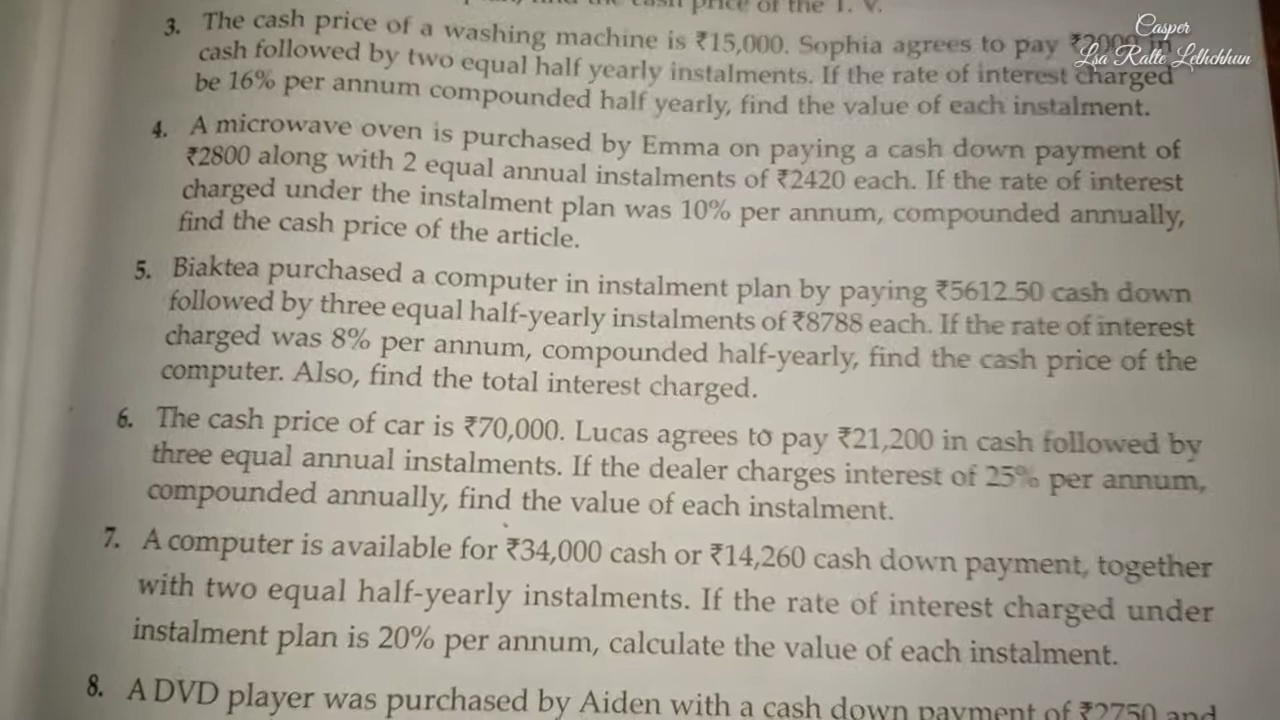 the cash price of the T. V.
3. The cash price of a washing machine is ₹15,000. Sophia agrees to pay ₹2000 in
cash followed by two equal half yearly instalments. If the rate of interest charged
be 16% per annum compounded half yearly, find the value of each instalment.
4. A microwave oven is purchased by Emma on paying a cash down payment of
₹2800 along with 2 equal annual instalments of ₹2420 each. If the rate of interest
charged under the instalment plan was 10% per annum, compounded annually,
find the cash price of the article.
5. Biaktea purchased a computer in instalment plan by paying ₹5612.50 cash down
followed by three equal half-yearly instalments of ₹8788 each. If the rate of interest
charged was 8% per annum, compounded half-yearly, find the cash price of the
computer. Also, find the total interest charged.
6. The cash price of car is ₹70,000. Lucas agrees to pay ₹21,200 in cash followed by
three equal annual instalments. If the dealer charges interest of 25% per annum,
compounded annually, find the value of each instalment.
7. A computer is available for ₹34,000 cash or ₹14,260 cash down payment, together
with two equal half-yearly instalments. If the rate of interest charged under
instalment plan is 20% per annum, calculate the value of each instalment.
8. A DVD player was purchased by Aiden with a cash down payment of ₹2750 and
Casper
Lsa Ralte Lethchhun